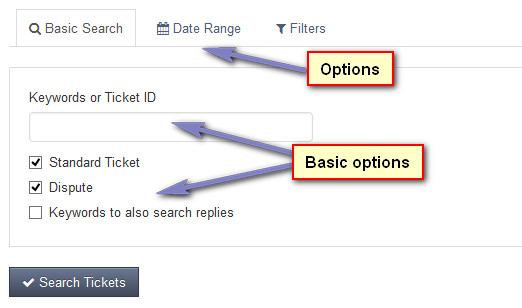 Basic Search Date Range Filters
Options
Keywords or Ticket ID
Standard Ticket
Basic options
Dispute
Keywords to also search replies
Search Tickets